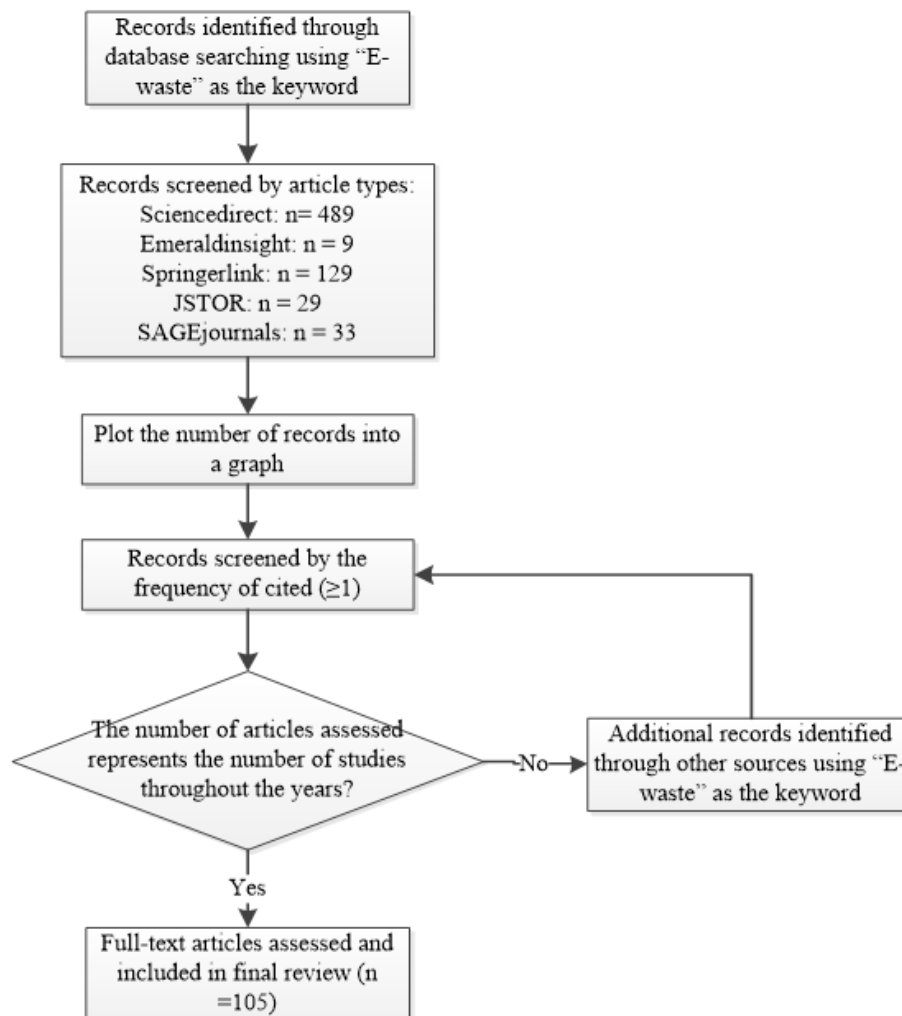 Records identified through
database searching using “E-
waste” as the keyword
Records screened by article types:
Sciencedirect: n= 489
Emeraldinsight: n = 9
Springerlink: n = 129
JSTOR: n = 29
SAGEjournals: n = 33
Plot the number of records into
a graph
Records screened by the
frequency of cited (≥1)
The number of articles assessed
represents the number of studies
throughout the years?
No
Additional records identified
through other sources using “E-
waste” as the keyword
Yes
Full-text articles assessed and
included in final review (n
=105)